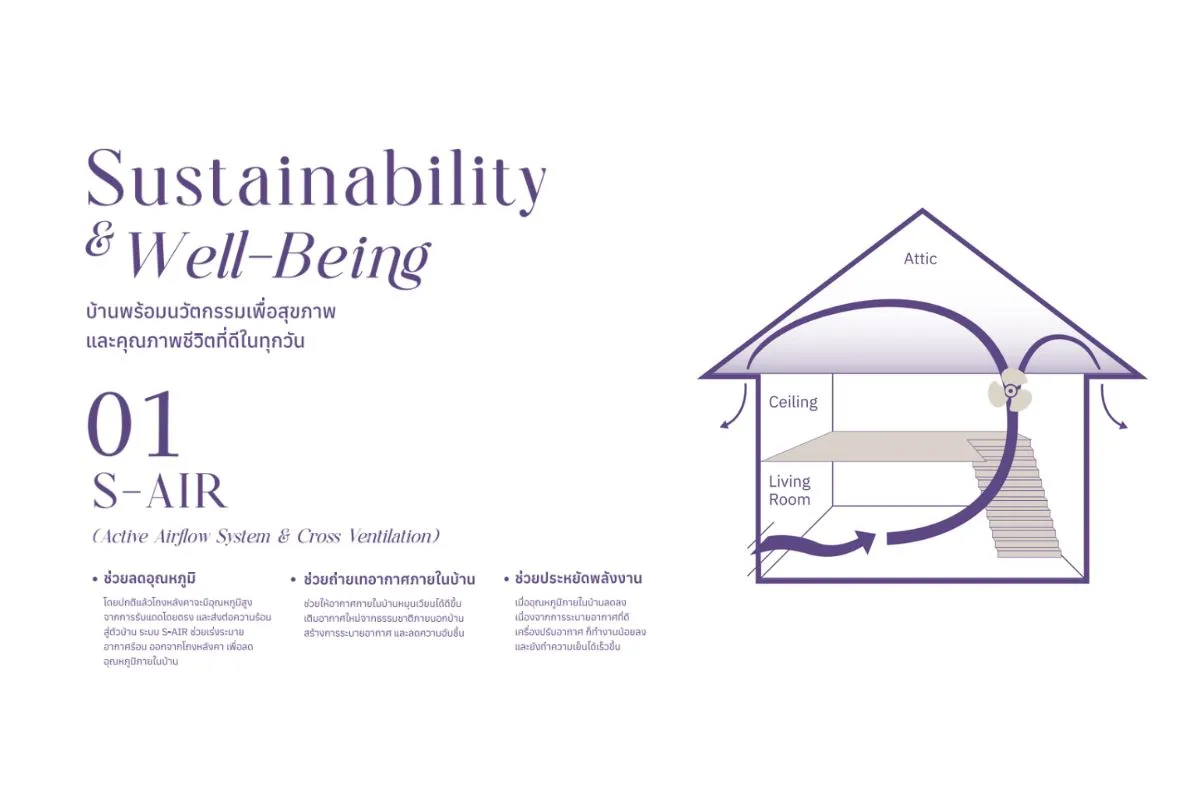 Sustainability
& Well-Being
บ้านพร้อมนวัตกรรมเพื่อสุขภาพ
และคุณภาพชีวิตที่ดีในทุกวัน
01
S-AIR
(Active Airflow System & Cross Ventilation)
• ช่วยลดอุณหภูมิ
โดยปกติแล้วโถงหลังคาจะมีอุณหภูมิสูง
จากการรับแดดโดยตรง และส่งต่อความร้อน
สู่ตัวบ้าน ระบบ S-AIR ช่วยเร่งระบาย
อากาศร้อน ออกจากโถงหลังคา เพื่อลด
อุณหภูมิภายในบ้าน
• ช่วยถ่ายเทอากาศภายในบ้าน
ช่วยให้อากาศภายในบ้านหมุนเวียนได้ดีขึ้น
เติมอากาศใหม่จากธรรมชาติภายนอกบ้าน
สร้างการระบายอากาศ และลดความอับชื้น
• ช่วยประหยัดพลังงาน
เมื่ออุณหภูมิภายในบ้านลดลง
เนื่องจากการระบายอากาศที่ดี
เครื่องปรับอากาศ ก็ทำงานน้อยลง
และยังทำความเย็นได้เร็วขึ้น
Attic
Ceiling
Living
Room